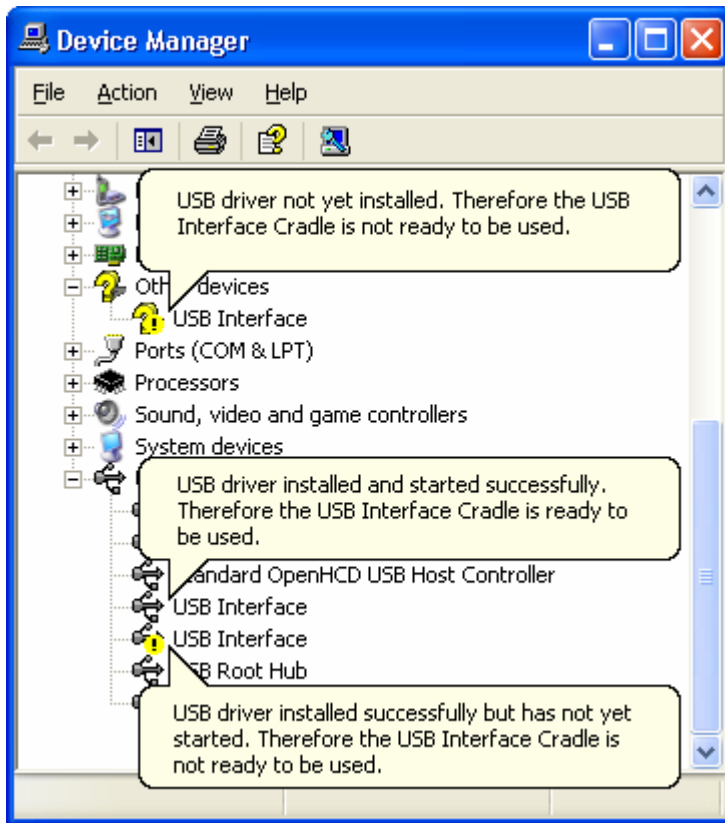 Device Manager
File Action View Help
USB driver not yet installed. Therefore the USB
Interface Cradle is not ready to be used.
Oth devices
USB Interface
Ports (COM & LPT)
Processors
Sound, video and game controllers
System devices
USB driver installed and started successfully.
Therefore the USB Interface Cradle is ready to
be used.
Standard OpenHCD USB Host Controller
USB Interface
USB Interface
USB Root Hub
USB driver installed successfully but has not yet
started. Therefore the USB Interface Cradle is
not ready to be used.